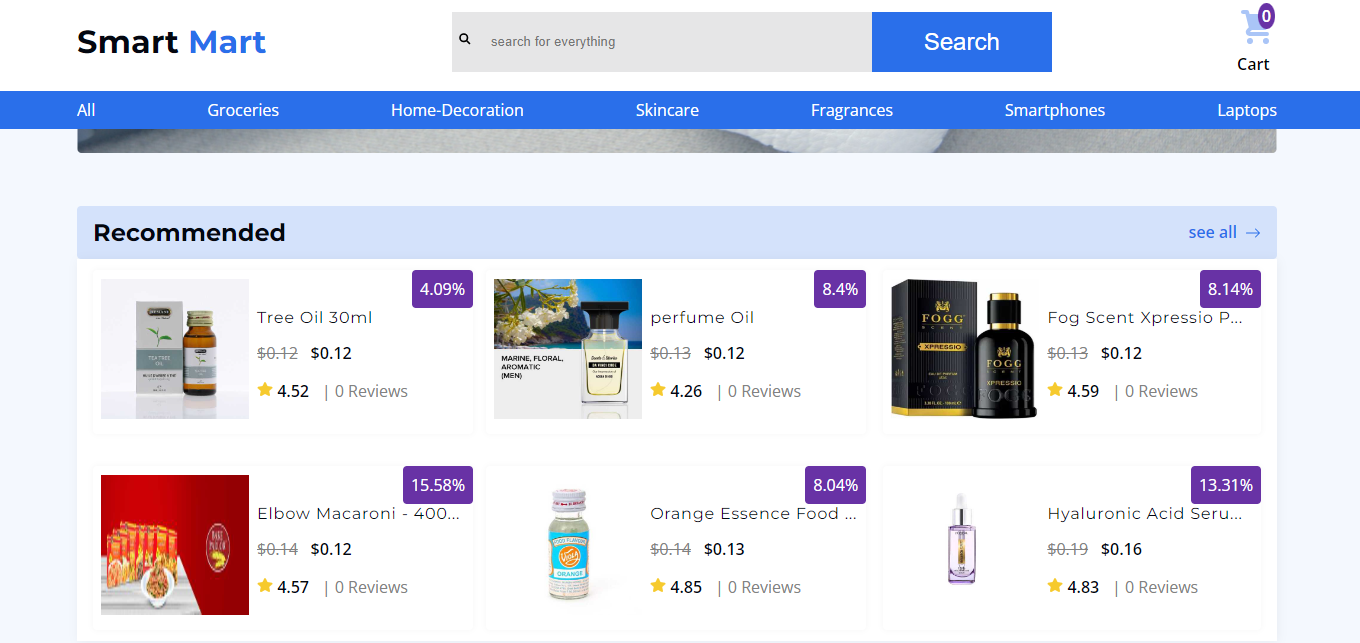 Smart Mart
search for everything
Search
0
Cart
All
Groceries
Home-Decoration
Skincare
Fragrances
Smartphones
Laptops
Recommended
see all →
4.09%
Tree Oil 30ml
$0.12 $0.12
4.52 | 0 Reviews
TEA TREE
OIL
8.4%
perfume Oil
$0.13 $0.12
4.26 | 0 Reviews
MARINE, FLORAL,
AROMATIC
(MEN)
8.14%
Fog Scent Xpressio P...
$0.13 $0.12
4.59 | 0 Reviews
FOGG
SCENT
XPRESSIO
FOGG
XPRESSIO
FOGG
15.58%
Elbow Macaroni - 400...
$0.14 $0.12
4.57 | 0 Reviews
8.04%
Orange Essence Food ...
$0.14 $0.13
4.85 | 0 Reviews
FOOD FLAVOUR
ORANGE
13.31%
Hyaluronic Acid Seru...
$0.19 $0.16
4.83 | 0 Reviews